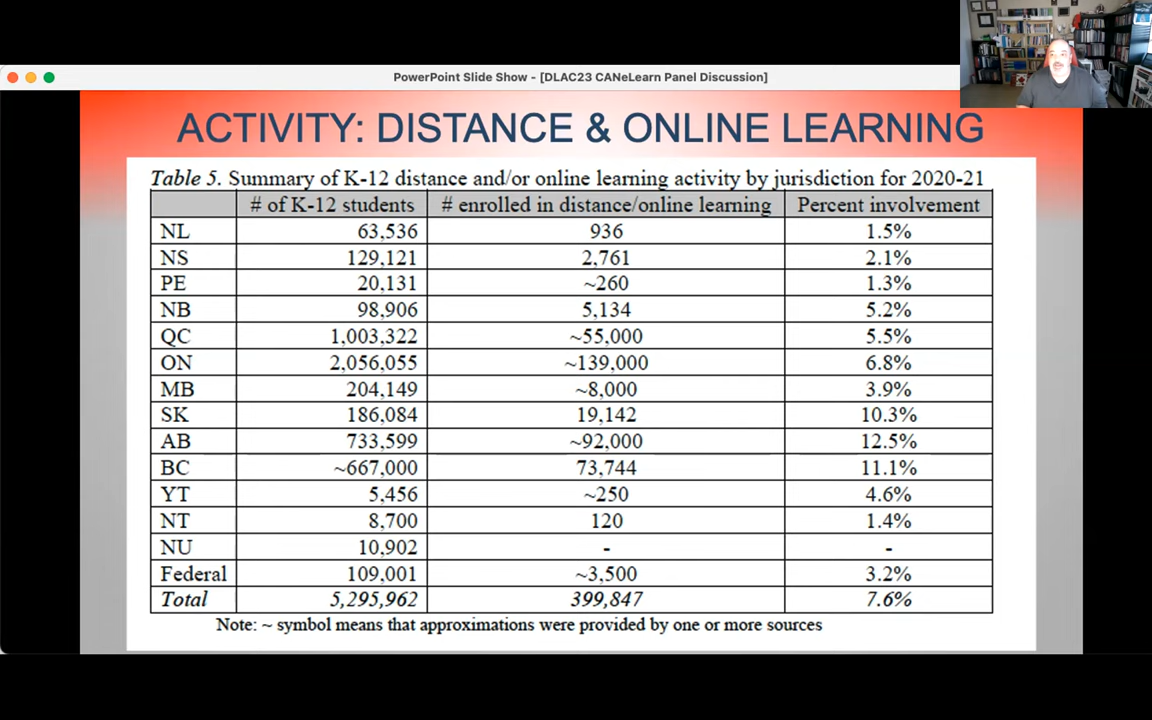 PowerPoint Slide Show - [DLAC23 CANeLearn Panel Discussion]
ACTIVITY: DISTANCE & ONLINE LEARNING
Table 5. Summary of K-12 distance and/or online learning activity by jurisdiction for 2020-21
# of K-12 students # enrolled in distance/online learning Percent involvement
NL 63,536 936 1.5%
NS 129,121 2,761 2.1%
PE 20,131 ~260 1.3%
NB 98,906 5,134 5.2%
QC 1,003,322 ~55,000 5.5%
ON 2,056,055 ~139,000 6.8%
MB 204,149 ~8,000 3.9%
SK 186,084 19,142 10.3%
AB 733,599 ~92,000 12.5%
BC ~667,000 73,744 11.1%
YT 5,456 ~250 4.6%
NT 8,700 120 1.4%
NU 10,902 - -
Federal 109,001 ~3,500 3.2%
Total 5,295,962 399,847 7.6%
Note: ~ symbol means that approximations were provided by one or more sources